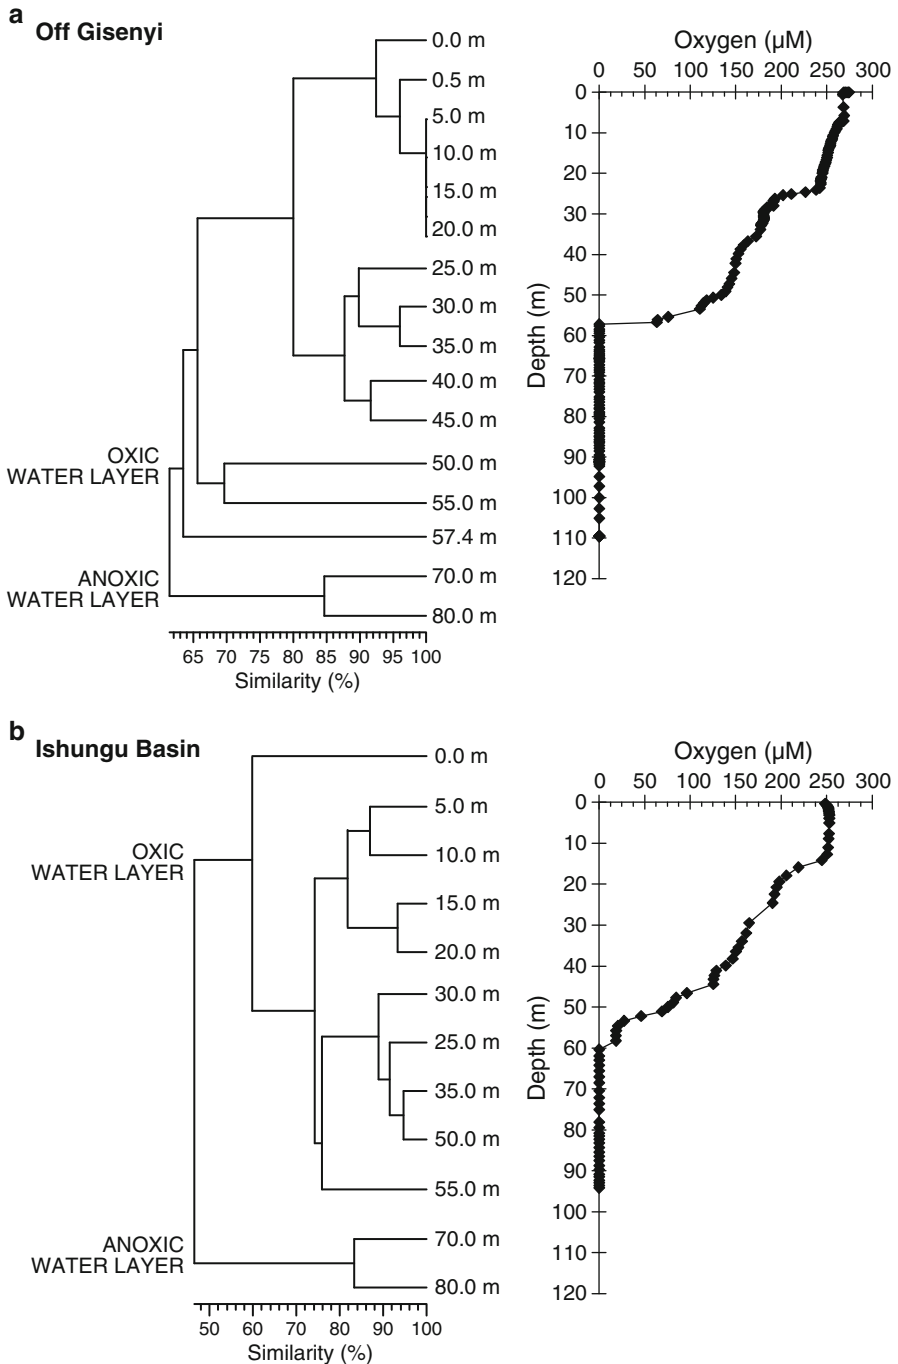 a
Off Gisenyi
0.0 m
0.5 m
5.0 m
10.0 m
15.0 m
20.0 m
25.0 m
30.0 m
35.0 m
40.0 m
45.0 m
50.0 m
55.0 m
57.4 m
70.0 m
80.0 m
OXIC
WATER LAYER
ANOXIC
WATER LAYER
65 70 75 80 85 90 95 100
Similarity (%)
Oxygen (µM)
0 50 100 150 200 250 300
Depth (m)
0
10
20
30
40
50
60
70
80
90
100
110
120
b
Ishungu Basin
0.0 m
5.0 m
10.0 m
15.0 m
20.0 m
30.0 m
25.0 m
35.0 m
50.0 m
55.0 m
70.0 m
80.0 m
OXIC
WATER LAYER
ANOXIC
WATER LAYER
50 60 70 80 90 100
Similarity (%)
Oxygen (µM)
0 50 100 150 200 250 300
Depth (m)
0
10
20
30
40
50
60
70
80
90
100
110
120